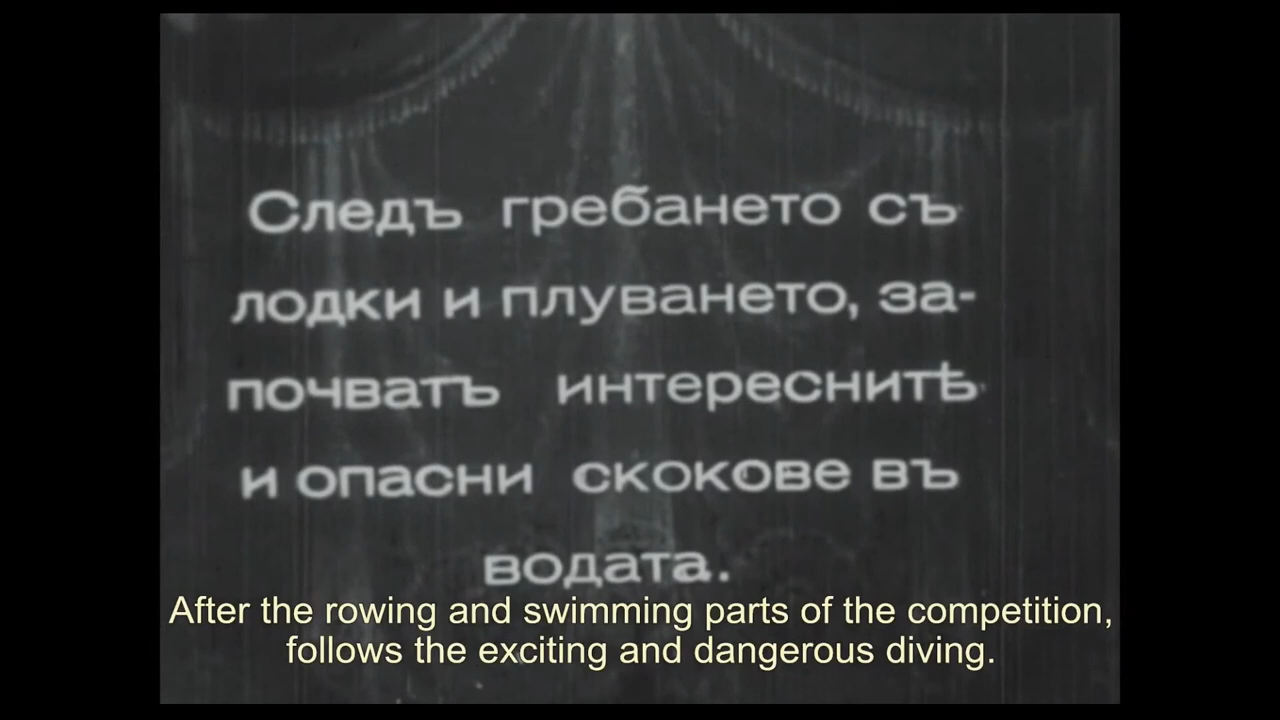 Следъ гребането съ
лодки и плуването, за-
почватъ интереснитѣ
и опасни скокове въ
водата.
After the rowing and swimming parts of the competition,
follows the exciting and dangerous diving.